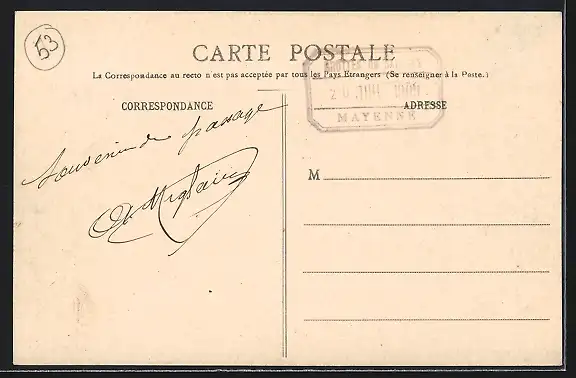 53
CARTE POSTALE
La Correspondance au recto n'est pas acceptée par tous les Pays Etrangers (Se renseigner à la Poste.)
CORRESPONDANCE
ADRESSE
MAYENNE
Souvenir de passage
M